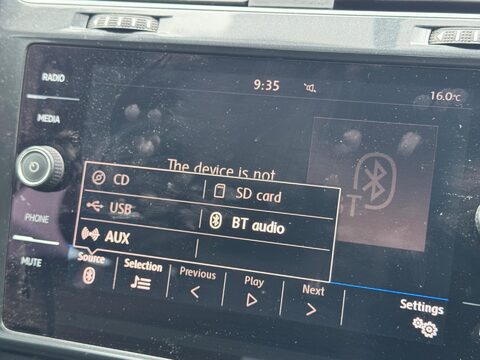 RADIO
9:35
16.0°C
MEDIA
The device is not
CD
SD card
USB
BT audio
AUX
PHONE
MUTE
Source
Selection
Previous
Play
Next
Settings